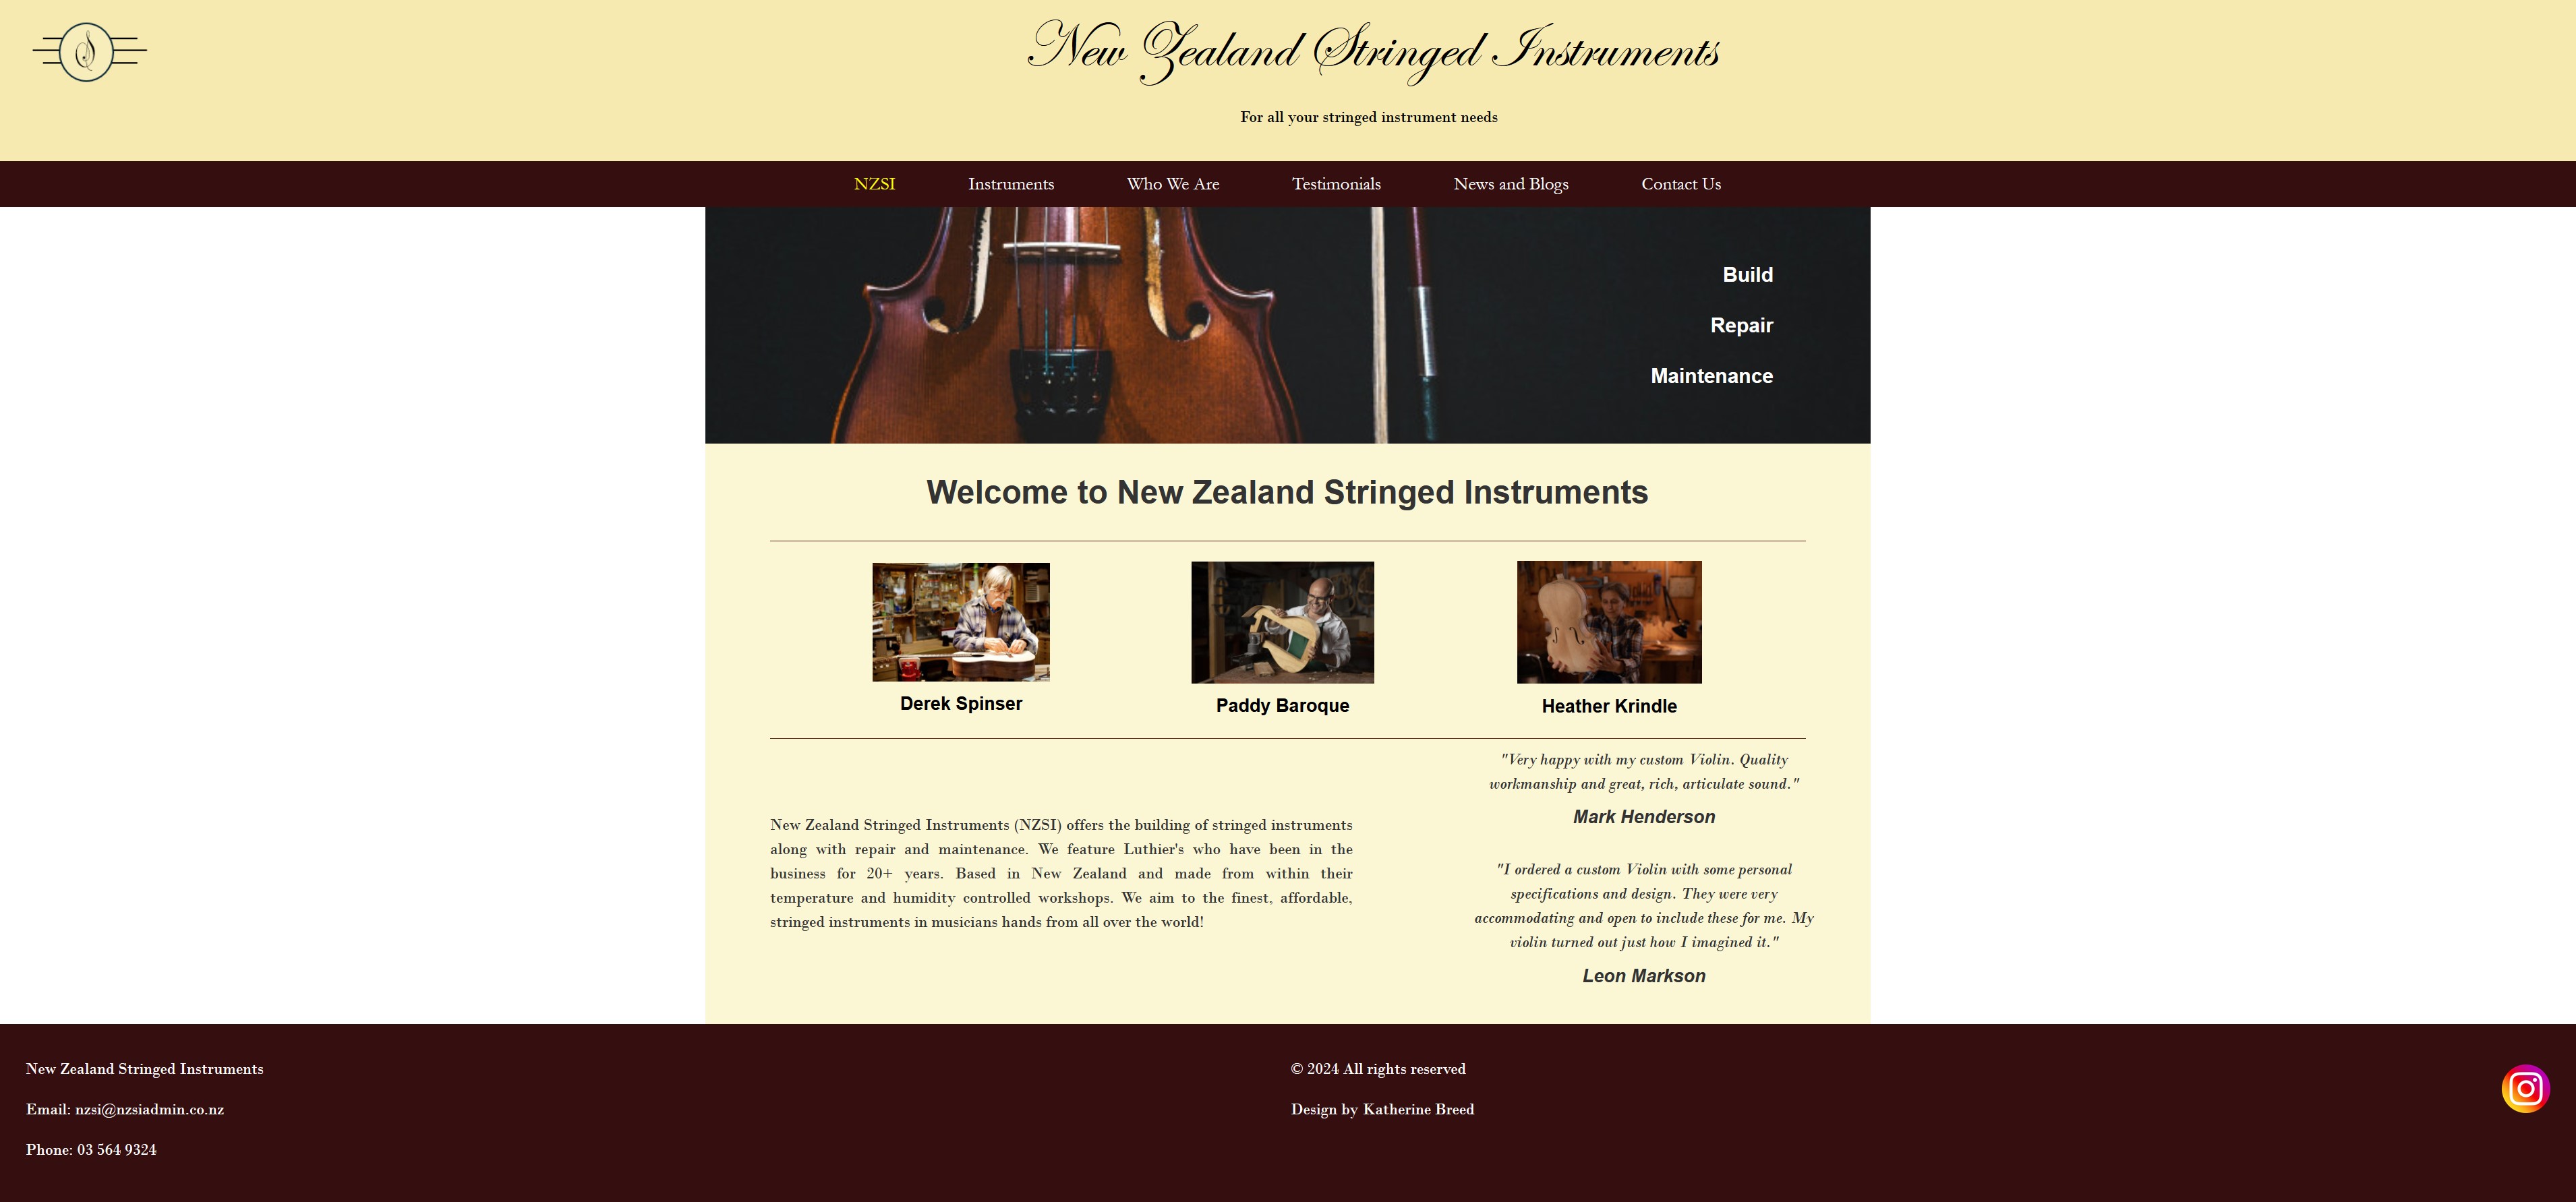 New Zealand Stringed Instruments
For all your stringed instrument needs
NZSI Instruments Who We Are Testimonials News and Blogs Contact Us
Build
Repair
Maintenance
Welcome to New Zealand Stringed Instruments
Derek Spinser
Paddy Baroque
Heather Krindle
New Zealand Stringed Instruments (NZSI) offers the building of stringed instruments
along with repair and maintenance. We feature Luthier's who have been in the
business for 20+ years. Based in New Zealand and made from within their
temperature and humidity controlled workshops. We aim to the finest, affordable,
stringed instruments in musicians hands from all over the world!
"Very happy with my custom Violin. Quality
workmanship and great, rich, articulate sound."
Mark Henderson
"I ordered a custom Violin with some personal
specifications and design. They were very
accommodating and open to include these for me. My
violin turned out just how I imagined it."
Leon Markson
New Zealand Stringed Instruments
Email: nzsi@nzsiadmin.co.nz
Phone: 03 564 9324
© 2024 All rights reserved
Design by Katherine Breed